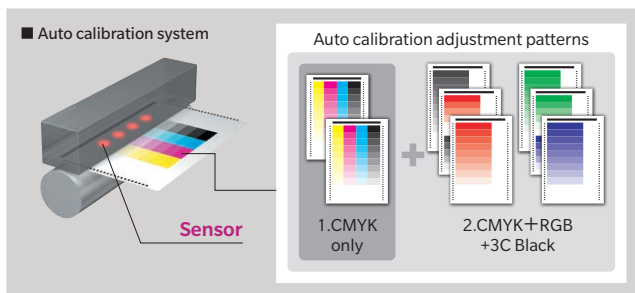 ■ Auto calibration system
Auto calibration adjustment patterns
Sensor
1.CMYK
only
2.CMYK＋RGB
+3C Black